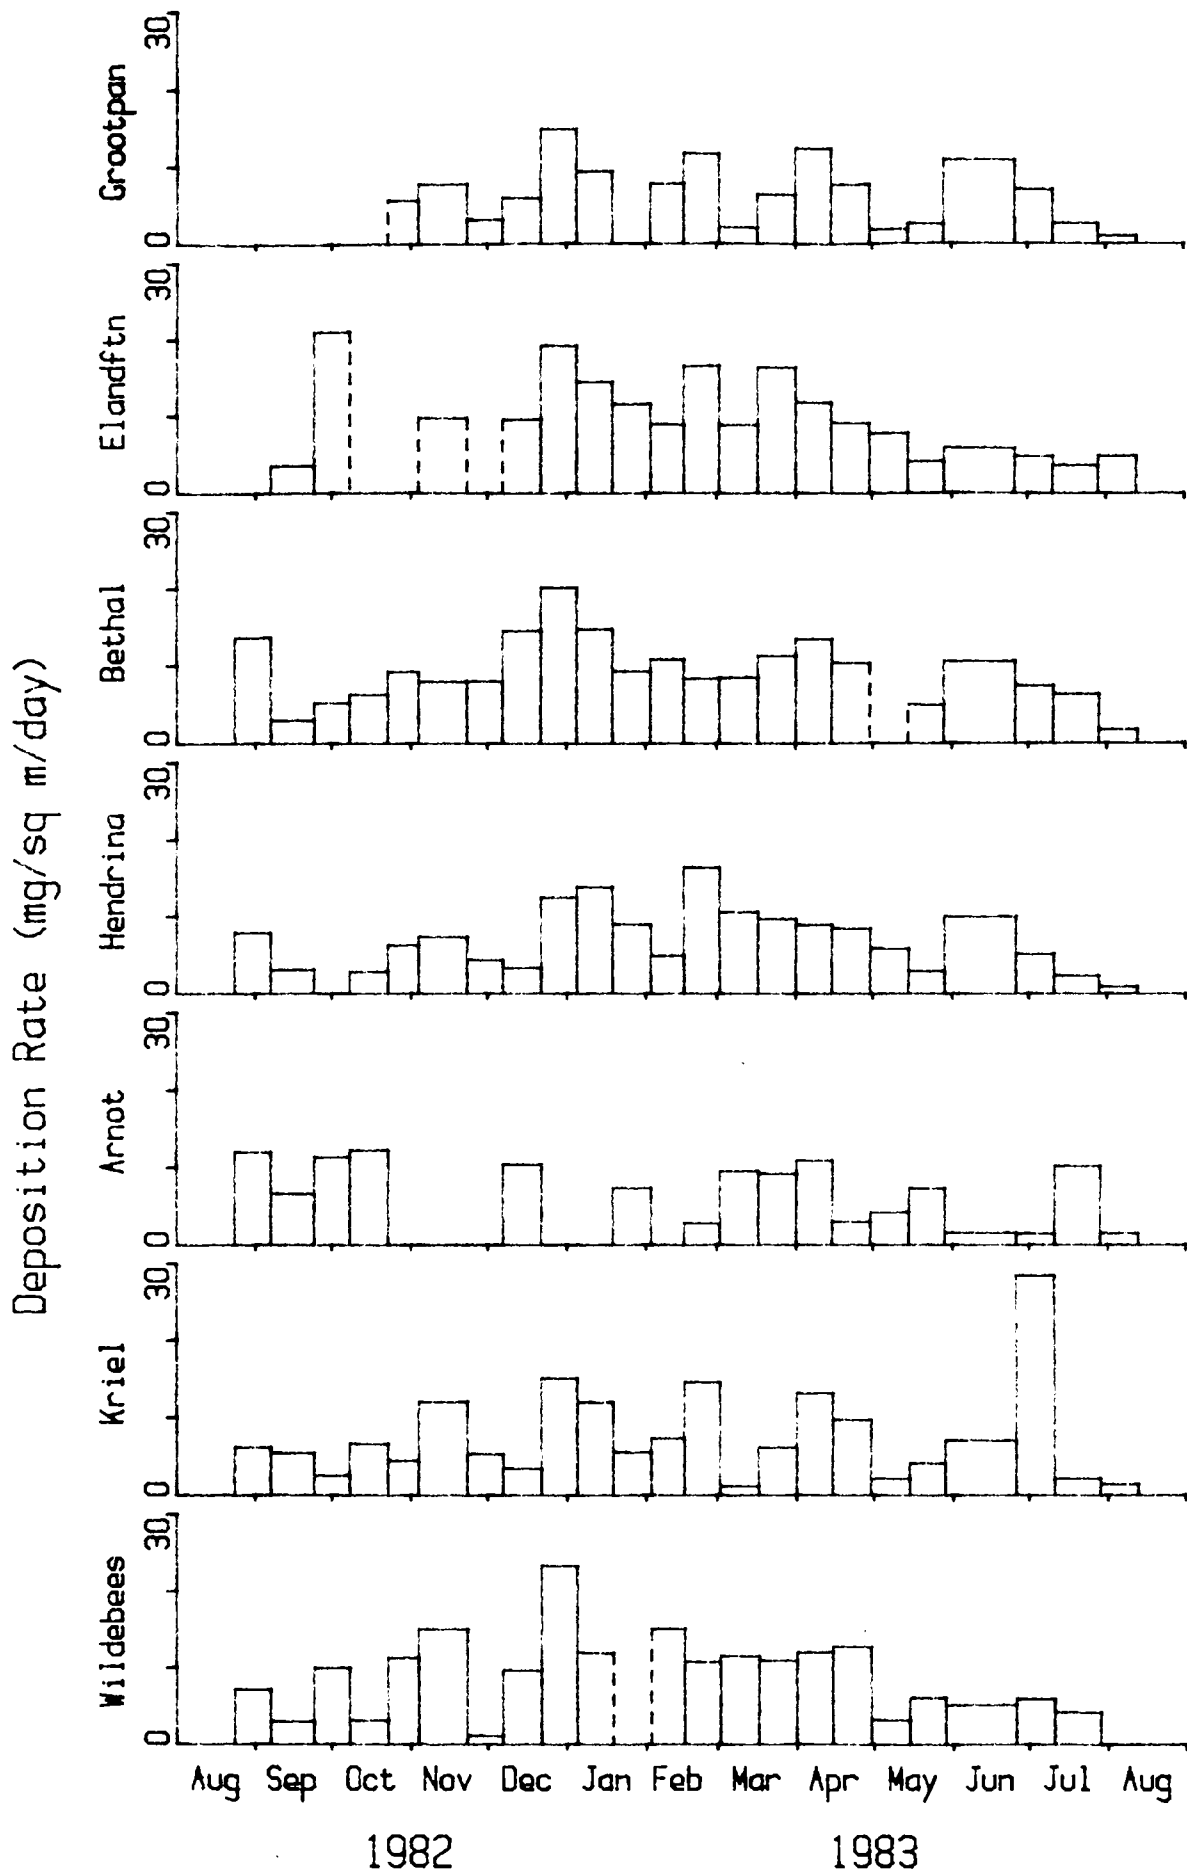 Deposition Rate (mg/sq m/day)
Grootpan
30
0
Elandftn
30
0
Bethal
30
0
Hendrina
30
0
Arnot
30
0
Kriel
30
0
Wildebees
30
0
Aug Sep Oct Nov Dec Jan Feb Mar Apr May Jun Jul Aug
1982 1983